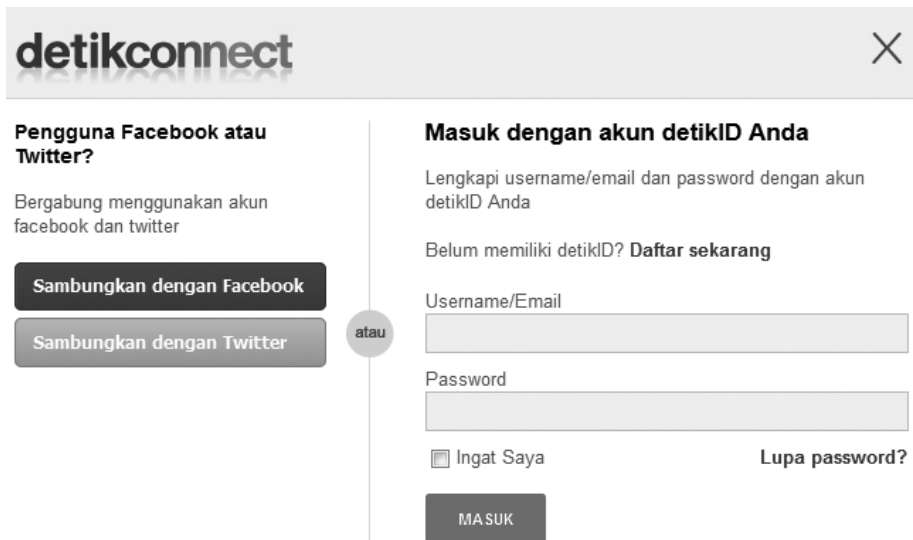 detikconnect
Pengguna Facebook atau
Twitter?
Bergabung menggunakan akun
facebook dan twitter
Sambungkan dengan Facebook
Sambungkan dengan Twitter
atau
Masuk dengan akun detikID Anda
Lengkapi username/email dan password dengan akun
detikID Anda
Belum memiliki detikID? Daftar sekarang
Username/Email
Password
Ingat Saya
Lupa password?
MASUK